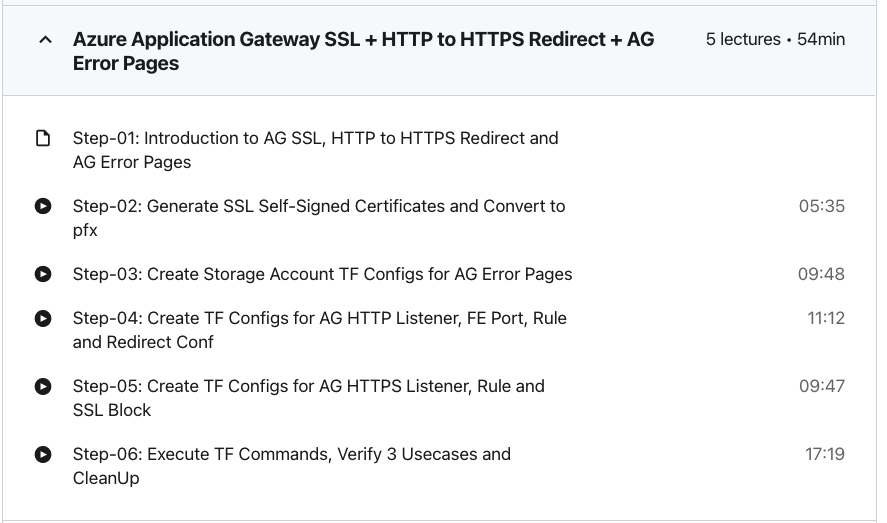 Azure Application Gateway SSL + HTTP to HTTPS Redirect + AG
Error Pages
5 lectures • 54min
Step-01: Introduction to AG SSL, HTTP to HTTPS Redirect and
AG Error Pages
Step-02: Generate SSL Self-Signed Certificates and Convert to
pfx
05:35
Step-03: Create Storage Account TF Configs for AG Error Pages
09:48
Step-04: Create TF Configs for AG HTTP Listener, FE Port, Rule
and Redirect Conf
11:12
Step-05: Create TF Configs for AG HTTPS Listener, Rule and
SSL Block
09:47
Step-06: Execute TF Commands, Verify 3 Usecases and
CleanUp
17:19